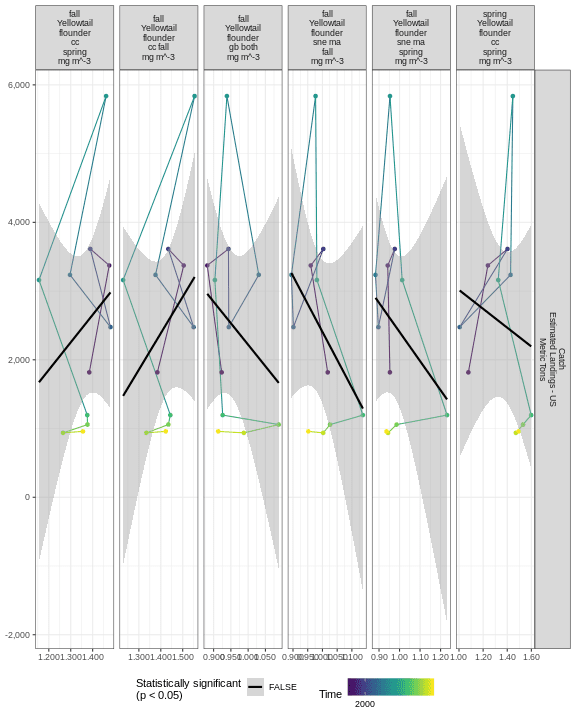 fall
Yellowtail
flounder
cc
spring
mg m^-3
fall
Yellowtail
flounder
cc fall
mg m^-3
fall
Yellowtail
flounder
gb both
mg m^-3
fall
Yellowtail
flounder
sne ma
fall
mg m^-3
fall
Yellowtail
flounder
sne ma
spring
mg m^-3
spring
Yellowtail
flounder
cc
spring
mg m^-3
6,000
4,000
2,000
0
-2,000
Catch
Estimated Landings - US
Metric Tons
1.200 1.300 1.400
1.300 1.400 1.500
0.900 0.950 1.000 1.050
0.900 0.950 1.000 1.050 1.100
0.90 1.00 1.10 1.20
1.00 1.20 1.40 1.60
Statistically significant
(p < 0.05)
FALSE
Time
2000